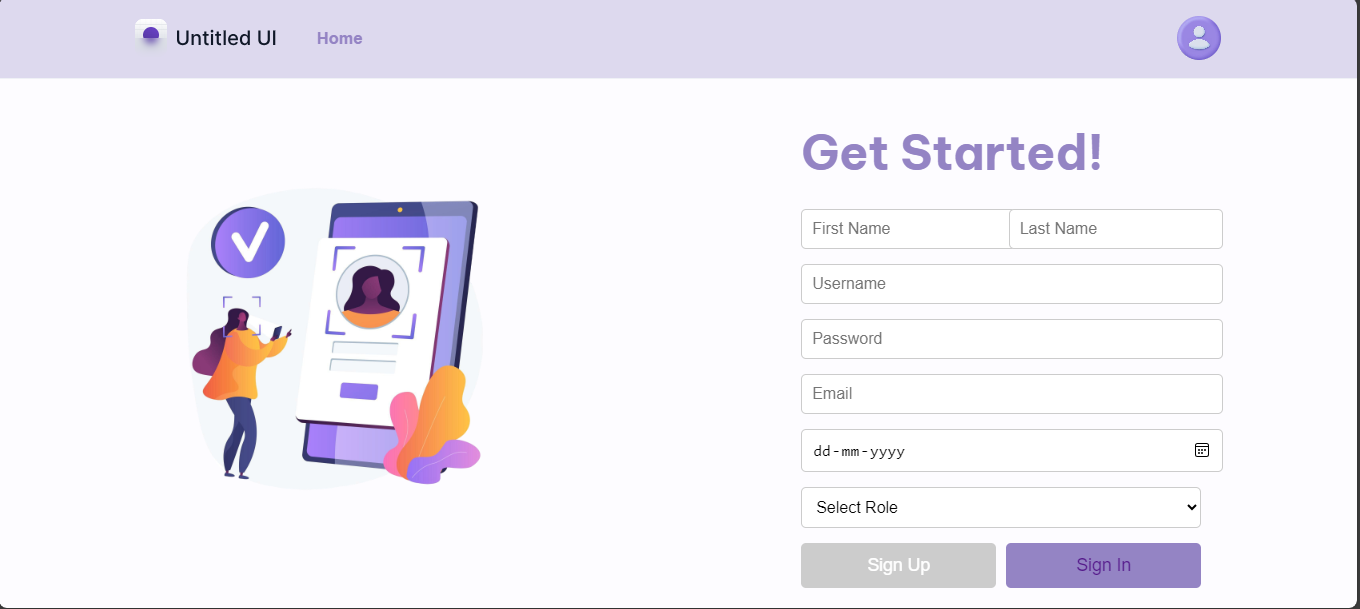 Untitled UI
Home
Get Started!
First Name
Last Name
Username
Password
Email
dd-mm-yyyy
Select Role
Sign Up
Sign In